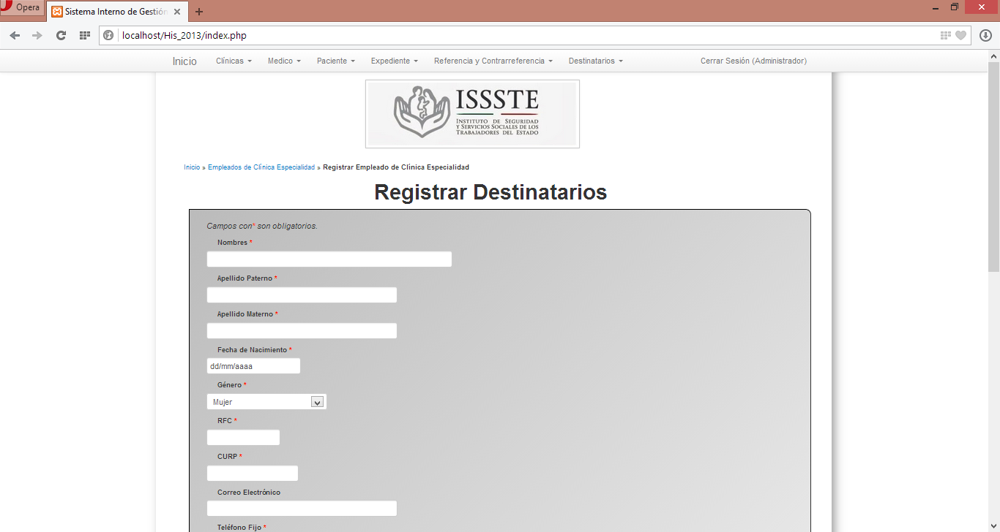 Opera
Sistema Interno de Gestión
localhost/His_2013/index.php
Inicio Clínicas Medico Paciente Expediente Referencia y Contrarreferencia Destinatarios Cerrar Sesión (Administrador)
ISSSTE
INSTITUTO DE SEGURIDAD
Y SERVICIOS SOCIALES DE LOS
TRABAJADORES DEL ESTADO
Inicio » Empleados de Clínica Especialidad » Registrar Empleado de Clínica Especialidad
Registrar Destinatarios
Campos con* son obligatorios.
Nombres *
Apellido Paterno *
Apellido Materno *
Fecha de Nacimiento *
dd/mm/aaaa
Género *
Mujer
RFC *
CURP *
Correo Electrónico
Teléfono Fijo *